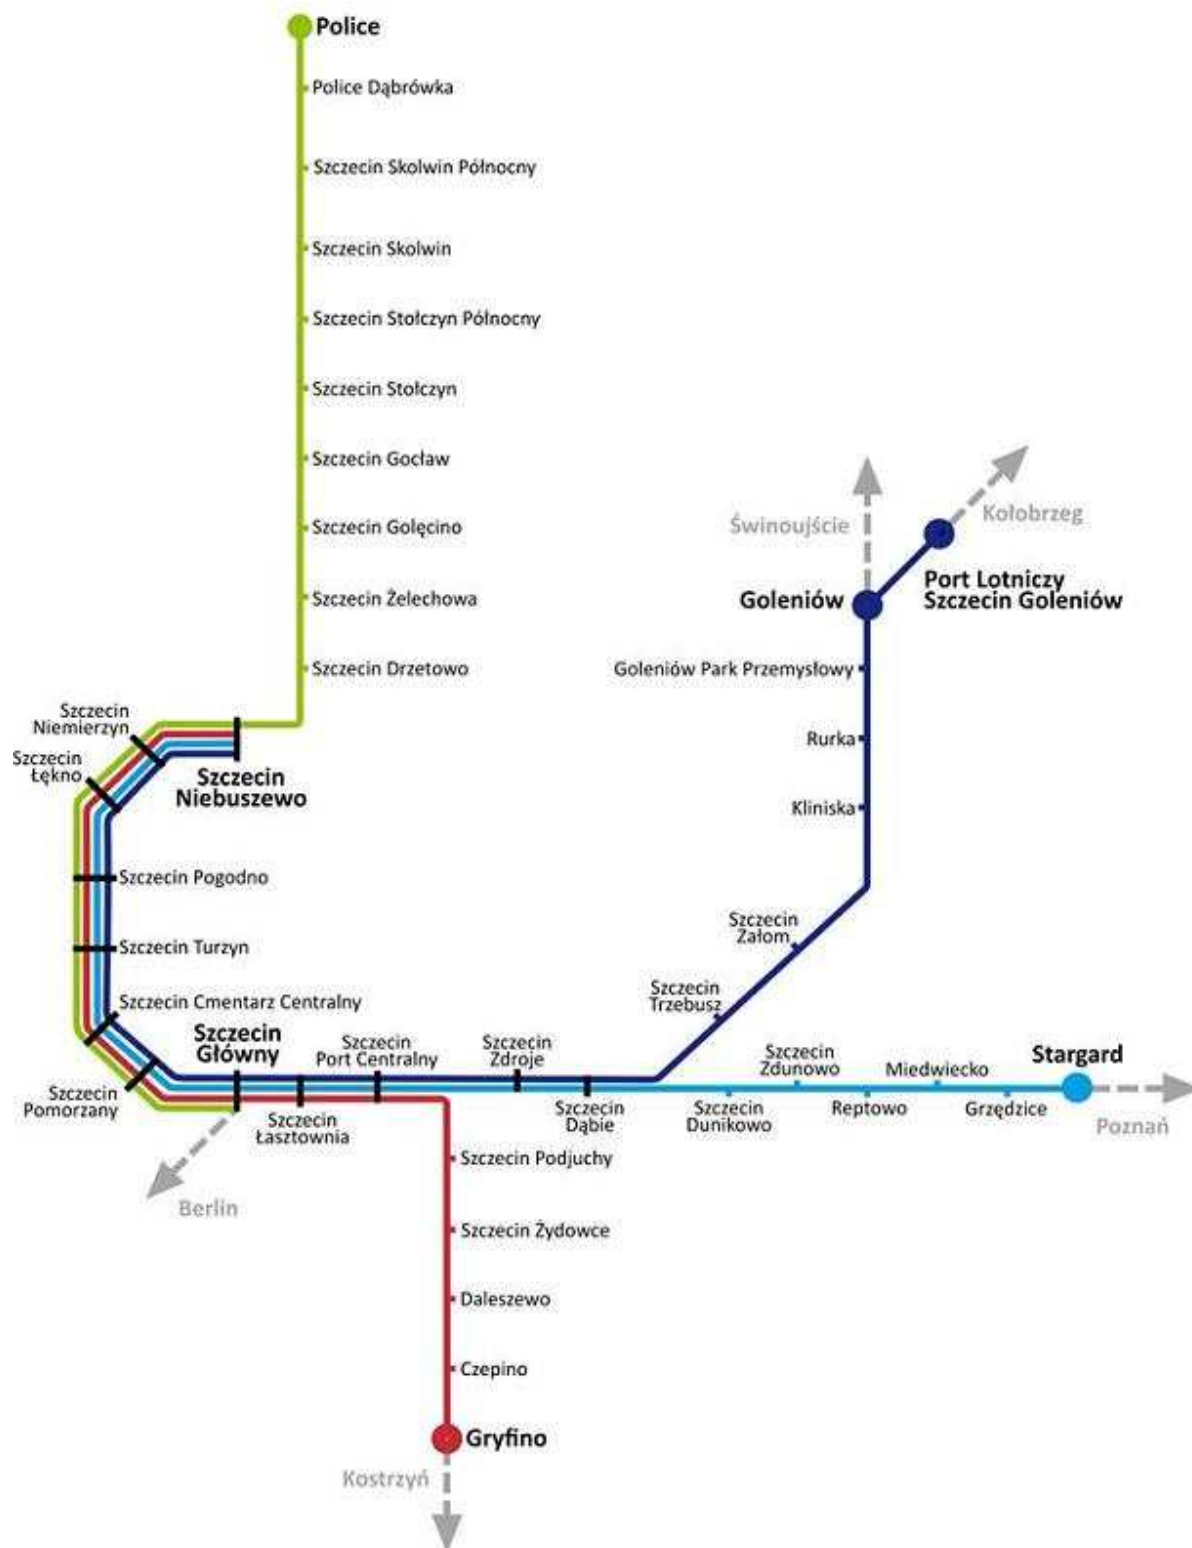 Police
Police Dąbrówka
Szczecin Skolwin Północny
Szczecin Skolwin
Szczecin Stołczyn Północny
Szczecin Stołczyn
Szczecin Gocław
Szczecin Golęcino
Szczecin Żelechowa
Szczecin Drzetowo
Świnoujście
Kołobrzeg
Port Lotniczy
Szczecin Goleniów
Goleniów
Goleniów Park Przemysłowy
Rurka
Kliniska
Szczecin
Niemierzyn
Szczecin
Łękno
Szczecin
Niebuszewo
Szczecin Pogodno
Szczecin Turzyn
Szczecin Cmentarz Centralny
Szczecin
Pomorzany
Szczecin
Główny
Szczecin
Łasztownia
Szczecin
Port Centralny
Szczecin
Zdroje
Szczecin
Dąbie
Szczecin
Trzebusz
Szczecin
Załom
Szczecin
Dunikowo
Szczecin
Zdunowo
Reptowo
Miedwiecko
Grzędzice
Stargard
Poznań
Berlin
Szczecin Podjuchy
Szczecin Żydowce
Daleszewo
Czepino
Gryfino
Kostrzyń